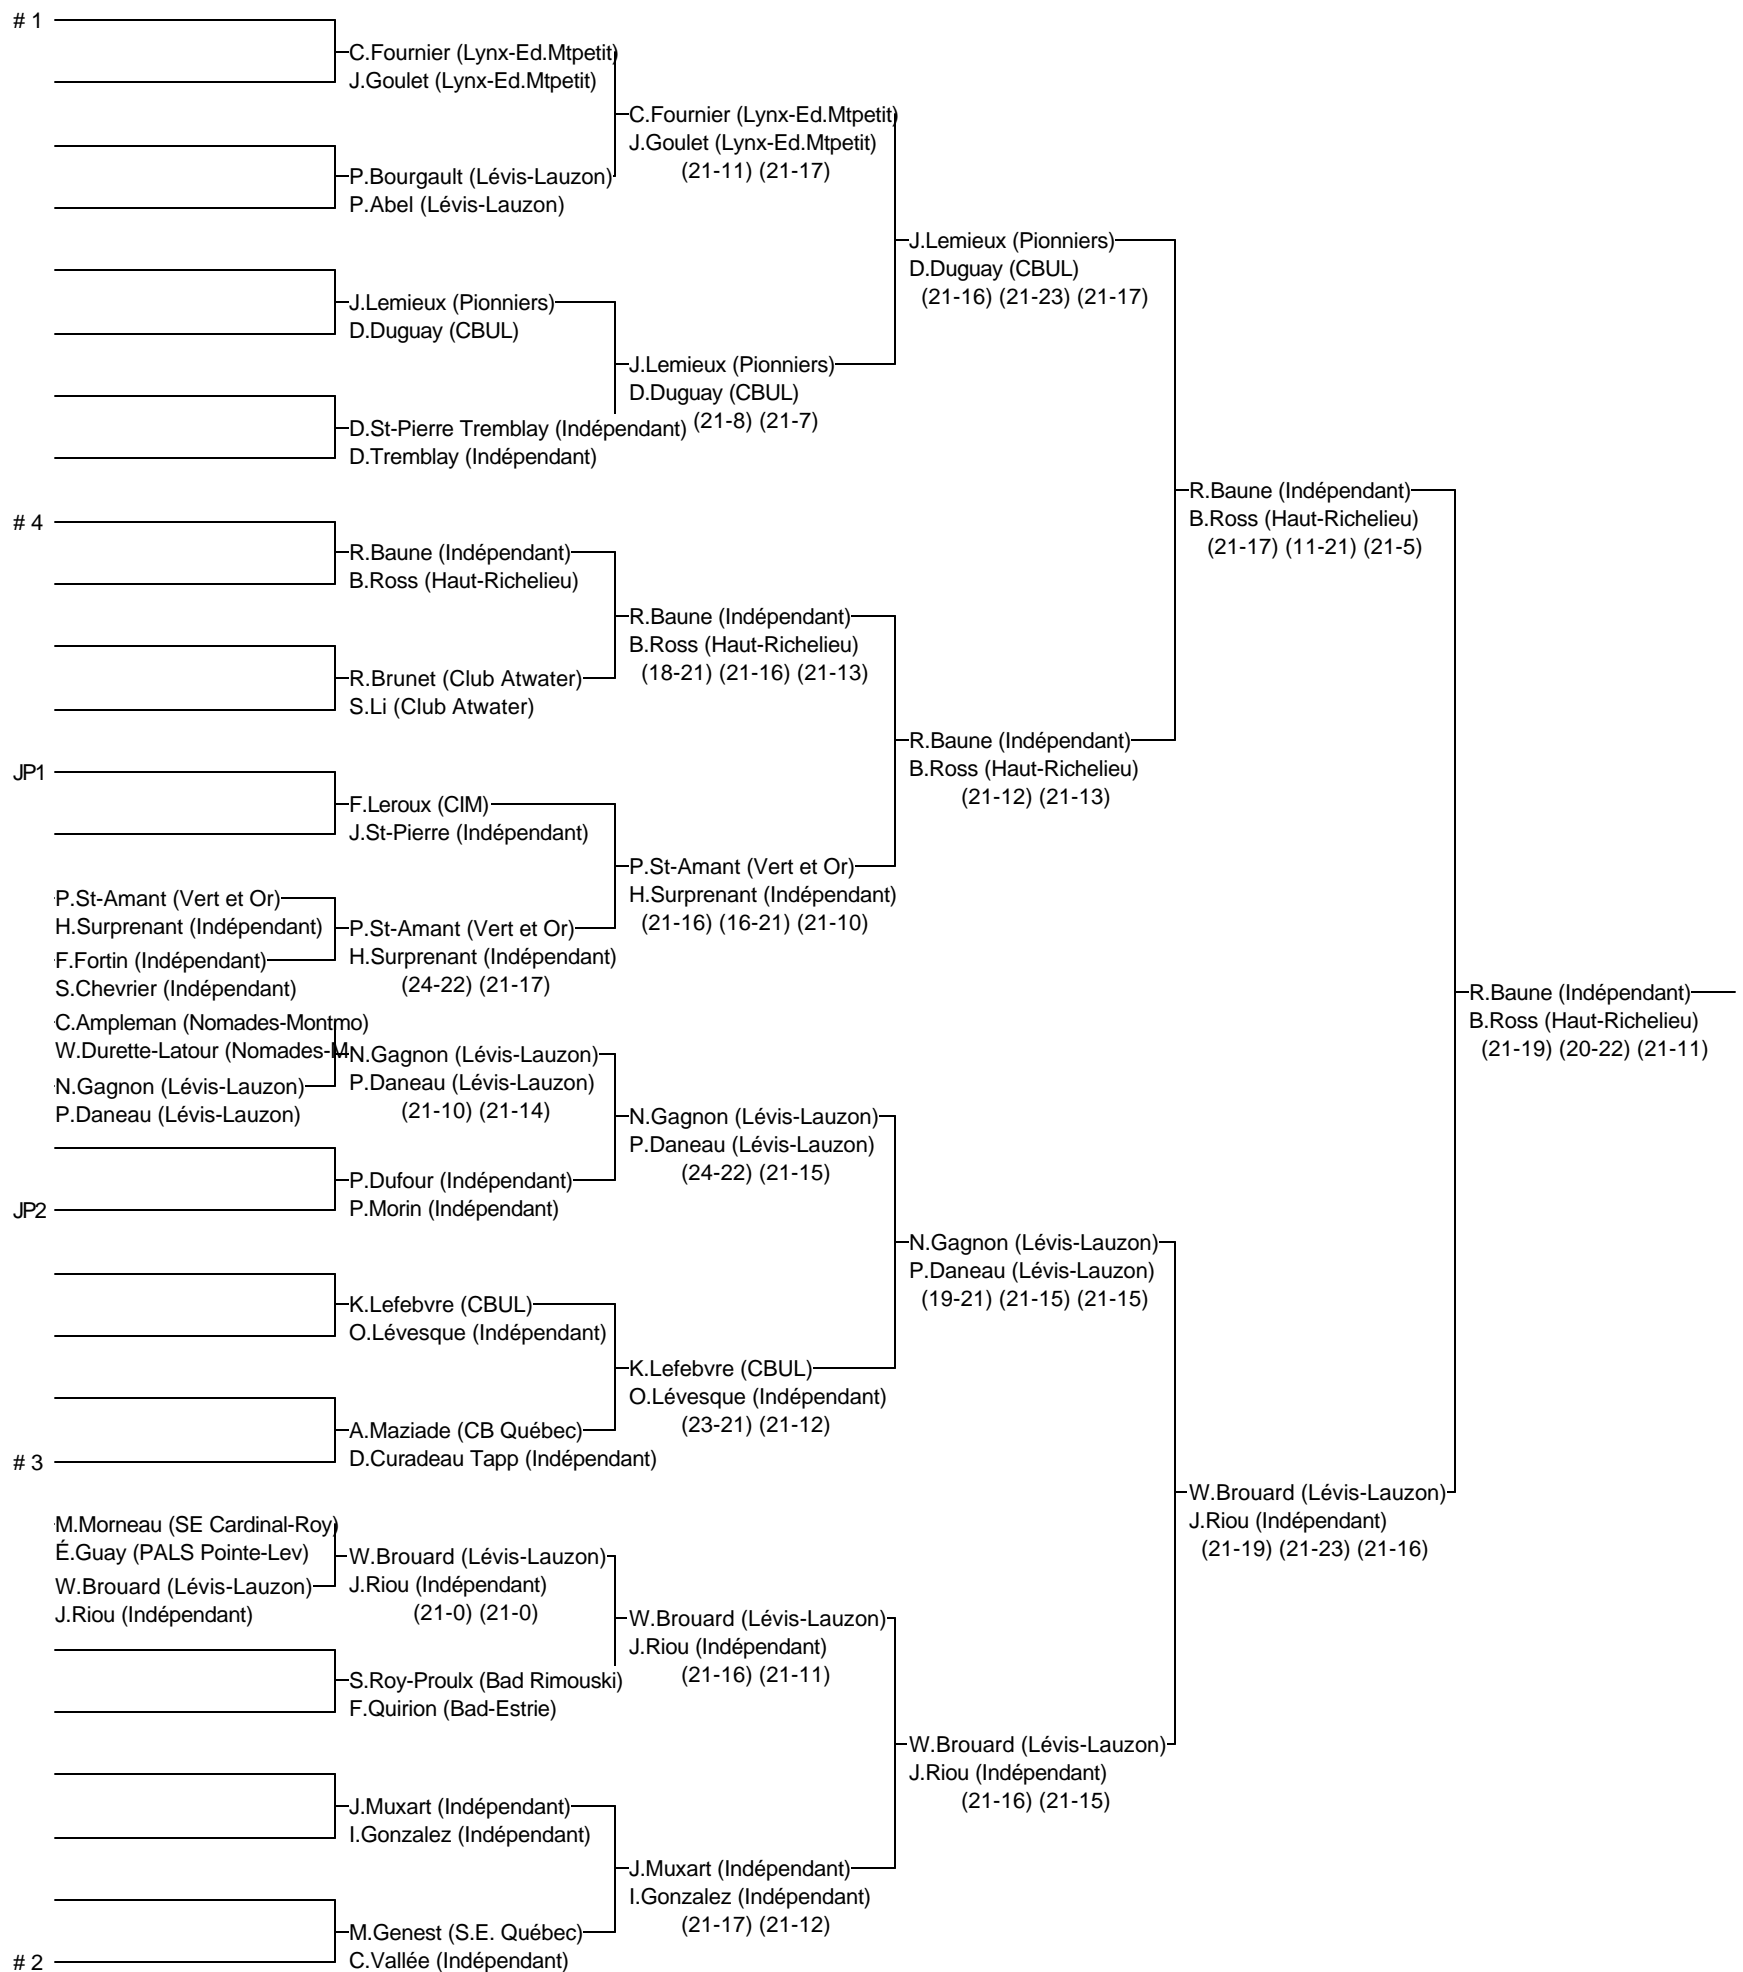 # 1
C.Fournier (Lynx-Ed.Mtpetit)
J.Goulet (Lynx-Ed.Mtpetit)
P.Bourgault (Lévis-Lauzon)
P.Abel (Lévis-Lauzon)
J.Lemieux (Pionniers)
D.Duguay (CBUL)
D.St-Pierre Tremblay (Indépendant)
D.Tremblay (Indépendant)
# 4
R.Baune (Indépendant)
B.Ross (Haut-Richelieu)
R.Brunet (Club Atwater)
S.Li (Club Atwater)
JP1
F.Leroux (CIM)
J.St-Pierre (Indépendant)
P.St-Amant (Vert et Or)
H.Surprenant (Indépendant)
F.Fortin (Indépendant)
S.Chevrier (Indépendant)
P.St-Amant (Vert et Or)
H.Surprenant (Indépendant)
(24-22) (21-17)
C.Ampleman (Nomades-Montmo)
W.Durette-Latour (Nomades-M
N.Gagnon (Lévis-Lauzon)
P.Daneau (Lévis-Lauzon)
N.Gagnon (Lévis-Lauzon)
P.Daneau (Lévis-Lauzon)
(21-10) (21-14)
P.Dufour (Indépendant)
P.Morin (Indépendant)
JP2
K.Lefebvre (CBUL)
O.Lévesque (Indépendant)
A.Maziade (CB Québec)
D.Curadeau Tapp (Indépendant)
# 3
M.Morneau (SE Cardinal-Roy)
É.Guay (PALS Pointe-Lev)
W.Brouard (Lévis-Lauzon)
J.Riou (Indépendant)
W.Brouard (Lévis-Lauzon)
J.Riou (Indépendant)
(21-0) (21-0)
S.Roy-Proulx (Bad Rimouski)
F.Quirion (Bad-Estrie)
J.Muxart (Indépendant)
I.Gonzalez (Indépendant)
M.Genest (S.E. Québec)
C.Vallée (Indépendant)
# 2
C.Fournier (Lynx-Ed.Mtpetit)
J.Goulet (Lynx-Ed.Mtpetit)
(21-11) (21-17)
J.Lemieux (Pionniers)
D.Duguay (CBUL)
(21-8) (21-7)
R.Baune (Indépendant)
B.Ross (Haut-Richelieu)
(18-21) (21-16) (21-13)
P.St-Amant (Vert et Or)
H.Surprenant (Indépendant)
(21-16) (16-21) (21-10)
N.Gagnon (Lévis-Lauzon)
P.Daneau (Lévis-Lauzon)
(24-22) (21-15)
K.Lefebvre (CBUL)
O.Lévesque (Indépendant)
(23-21) (21-12)
W.Brouard (Lévis-Lauzon)
J.Riou (Indépendant)
(21-16) (21-11)
J.Muxart (Indépendant)
I.Gonzalez (Indépendant)
(21-17) (21-12)
J.Lemieux (Pionniers)
D.Duguay (CBUL)
(21-16) (21-23) (21-17)
R.Baune (Indépendant)
B.Ross (Haut-Richelieu)
(21-12) (21-13)
N.Gagnon (Lévis-Lauzon)
P.Daneau (Lévis-Lauzon)
(19-21) (21-15) (21-15)
W.Brouard (Lévis-Lauzon)
J.Riou (Indépendant)
(21-16) (21-15)
R.Baune (Indépendant)
B.Ross (Haut-Richelieu)
(21-17) (11-21) (21-5)
W.Brouard (Lévis-Lauzon)
J.Riou (Indépendant)
(21-19) (21-23) (21-16)
R.Baune (Indépendant)
B.Ross (Haut-Richelieu)
(21-19) (20-22) (21-11)